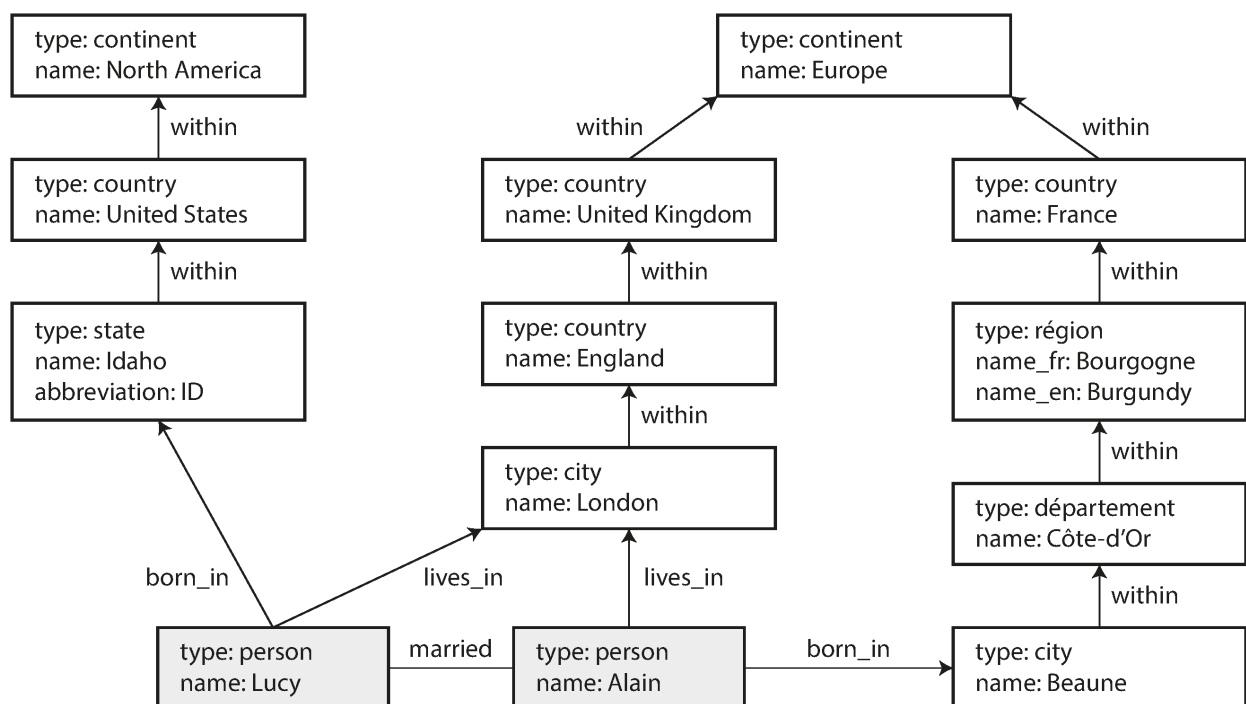 type: continent
name: North America
type: continent
name: Europe
within
within
within
type: country
name: United States
type: country
name: United Kingdom
type: country
name: France
within
within
within
type: state
name: Idaho
abbreviation: ID
type: country
name: England
type: région
name_fr: Bourgogne
name_en: Burgundy
within
within
type: city
name: London
type: département
name: Côte-d’Or
born_in
lives_in
lives_in
within
type: person
name: Lucy
married
type: person
name: Alain
born_in
type: city
name: Beaune